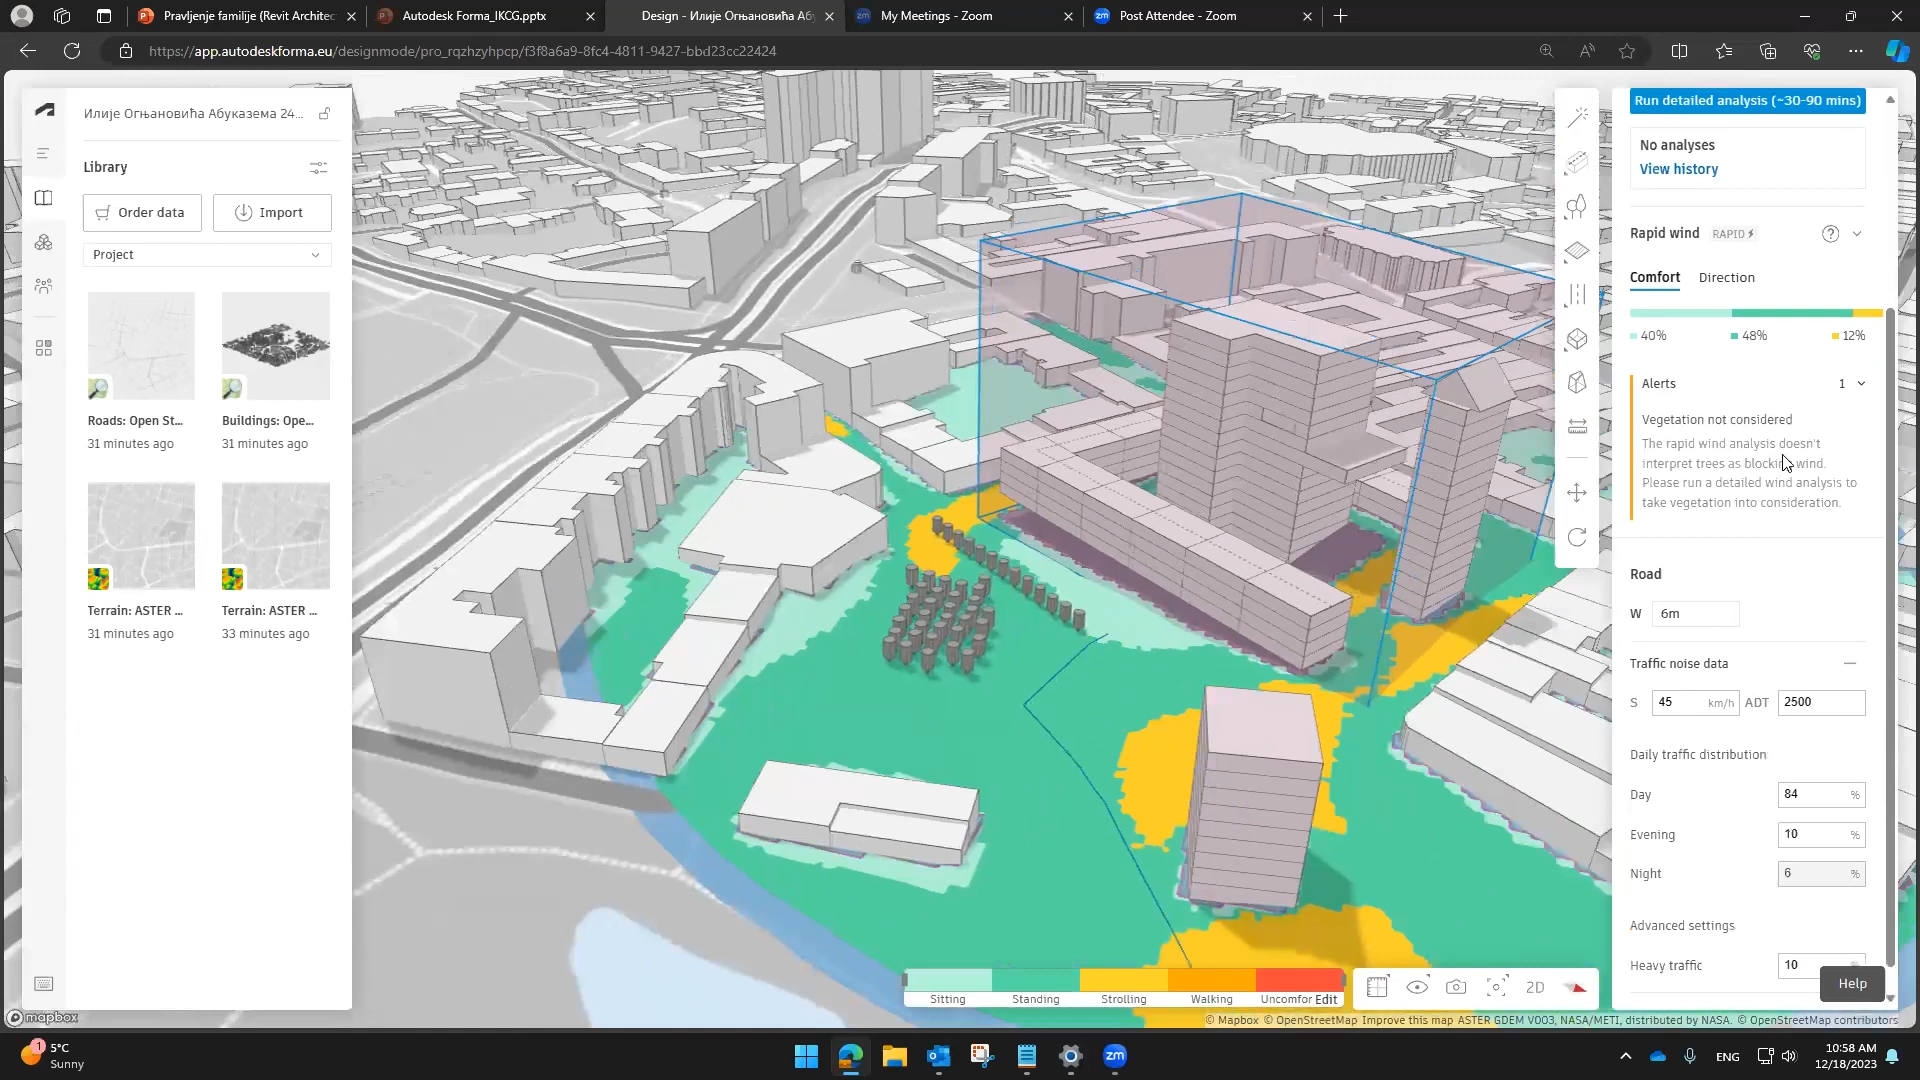 Pravljenje familije (Revit Architec
Autodesk Forma_IKCG.pptx
Design - Илије Огњановића Абу
My Meetings - Zoom
Post Attendee - Zoom
https://app.autodeskforma.eu/designmode/pro_rqzhzyhpcp/f3f8a6a9-8fc4-4811-9427-bbd23cc22424
Илије Огњановића Абуказема 24...
Library
Order data
Import
Project
Roads: Open St...
31 minutes ago
Buildings: Ope...
31 minutes ago
Terrain: ASTER ...
31 minutes ago
Terrain: ASTER ...
33 minutes ago
Run detailed analysis (~30-90 mins)
No analyses
View history
Rapid wind RAPID
Comfort Direction
40% 48% 12%
Alerts 1
Vegetation not considered
The rapid wind analysis doesn't
interpret trees as blocking wind.
Please run a detailed wind analysis to
take vegetation into consideration.
Road
W 6m
Traffic noise data
S 45 km/h ADT 2500
Daily traffic distribution
Day 84 %
Evening 10 %
Night 6 %
Advanced settings
Heavy traffic 10
Help
Sitting Standing Strolling Walking Uncomfor Edit
2D
mapbox
© Mapbox © OpenStreetMap Improve this map ASTER GDEM V003, NASA/METI, distributed by NASA. © OpenStreetMap contributors
1
5°C
Sunny
zm
ENG
10:58 AM
12/18/2023